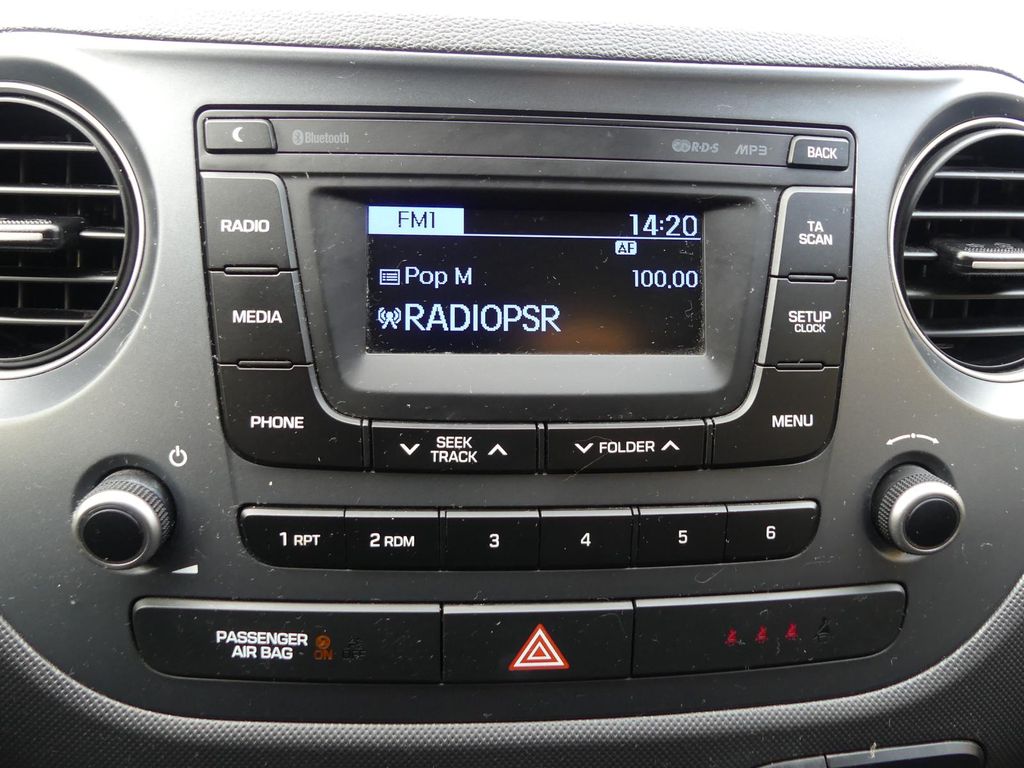 Bluetooth
R·D·S
MP3
BACK
RADIO
FM1
14:20
TA
SCAN
AF
Pop M
100.00
MEDIA
RADIOPSR
SETUP
CLOCK
PHONE
SEEK
TRACK
FOLDER
MENU
1 RPT
2 RDM
3
4
5
6
PASSENGER
AIR BAG
ON
OFF